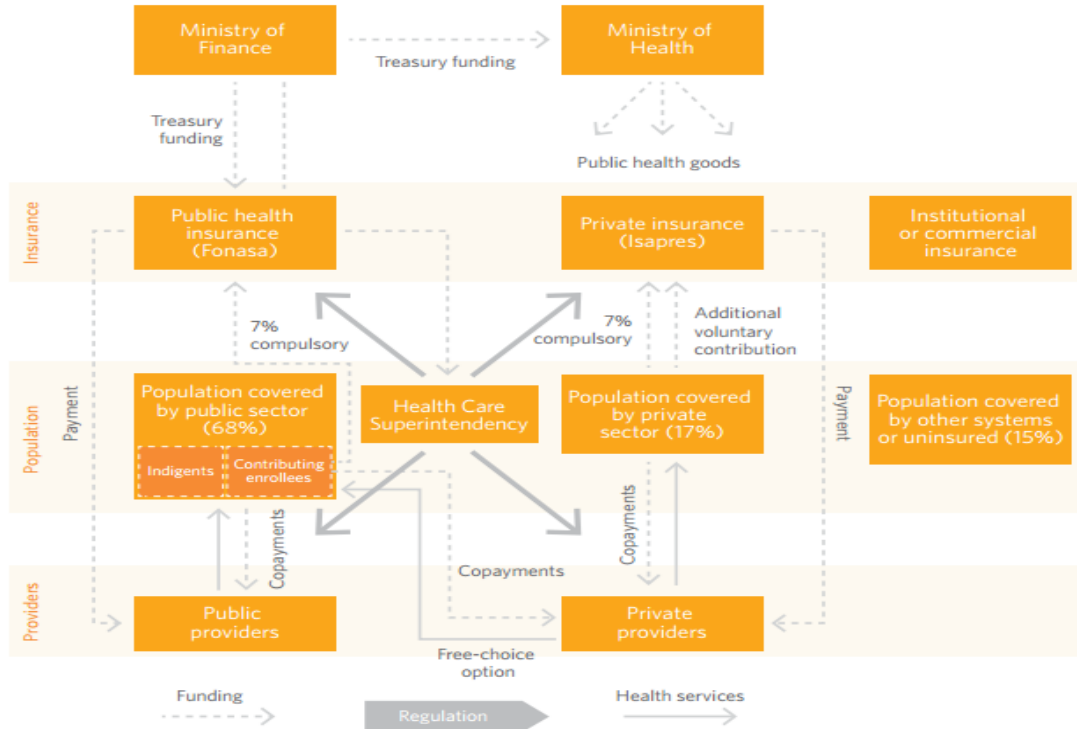 Ministry of
Finance
Ministry of
Health
Treasury funding
Treasury
funding
Public health goods
Insurance
Public health
insurance
(Fonasa)
Private insurance
(Isapres)
Institutional
or commercial
insurance
7%
compulsory
7%
compulsory
Additional
voluntary
contribution
Payment
Payment
Population
Population covered
by public sector
(68%)
Indigents
Contributing
enrollees
Health Care
Superintendency
Population covered
by private
sector (17%)
Population covered
by other systems
or uninsured (15%)
Copayments
Copayments
Copayments
Providers
Public
providers
Private
providers
Free-choice
option
Funding
Regulation
Health services